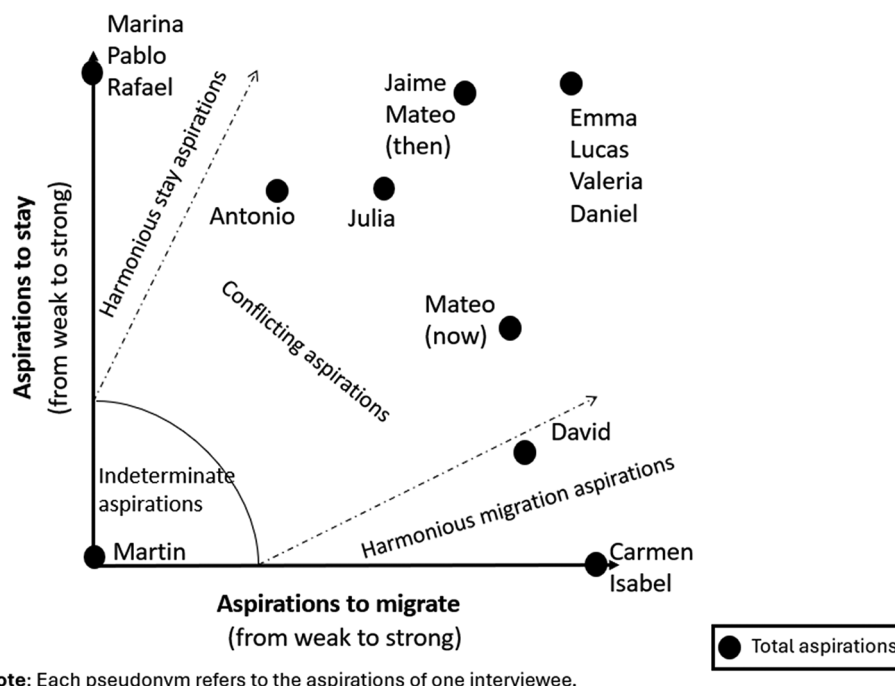 Marina
Pablo
Rafael
Harmonious stay aspirations
Jaime
Mateo
(then)
Emma
Lucas
Valeria
Daniel
Antonio
Julia
Aspirations to stay
(from weak to strong)
Conflicting aspirations
Mateo
(now)
David
Harmonious migration aspirations
Indeterminate
aspirations
Martin
Carmen
Isabel
Aspirations to migrate
(from weak to strong)
Total aspirations
ote: Each pseudonym refers to the aspirations of one interviewee.